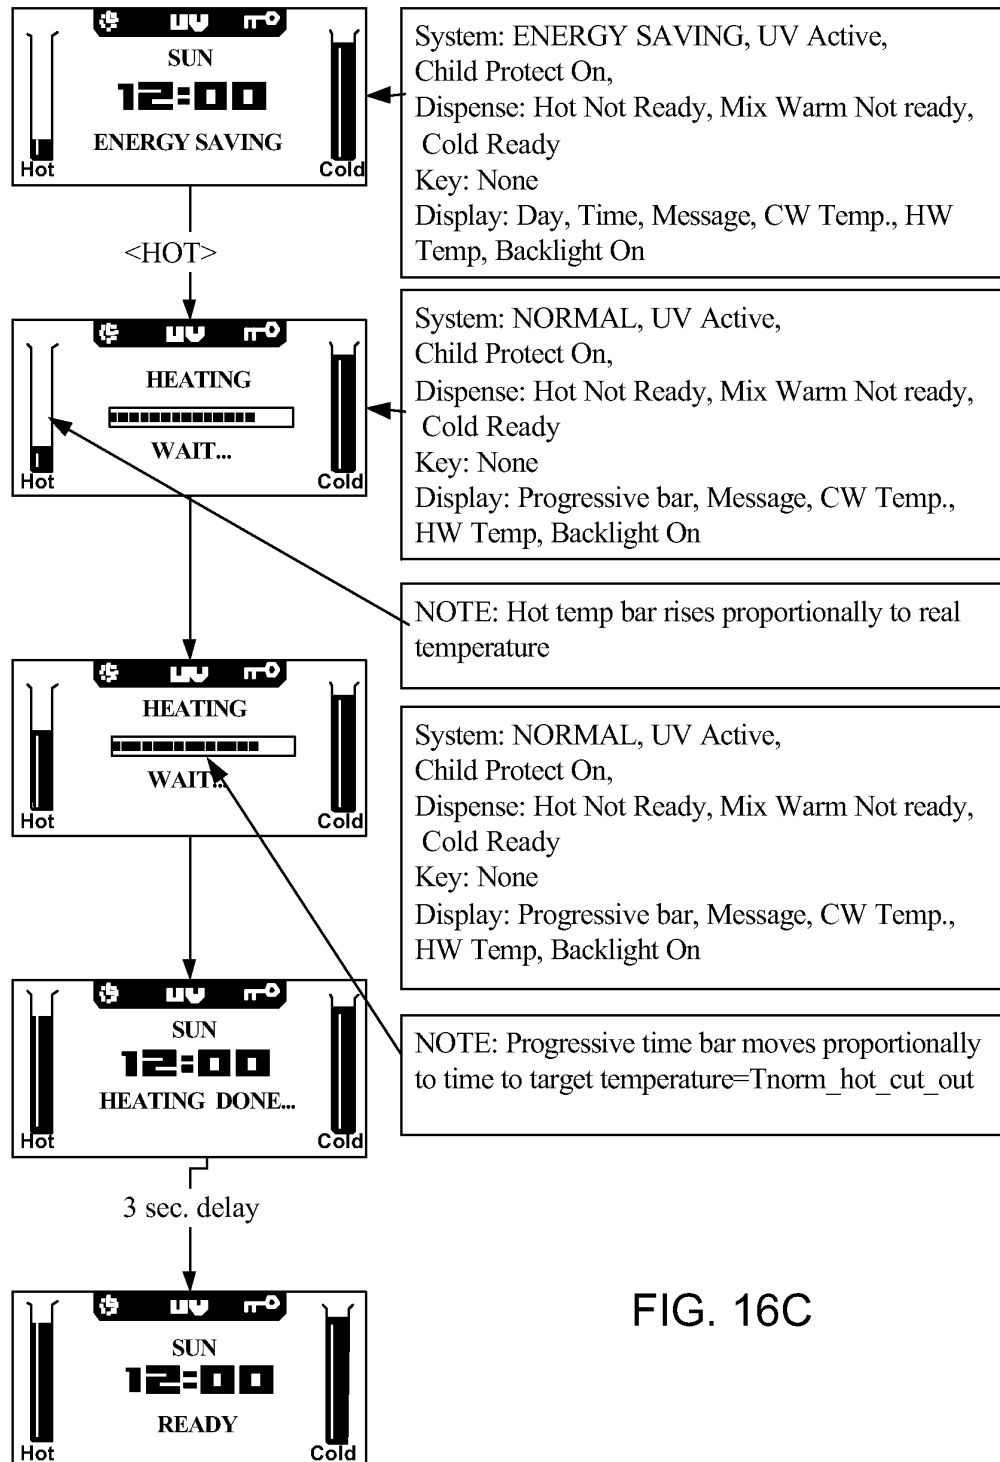 UV
SUN
12:00
ENERGY SAVING
Hot
Cold
System: ENERGY SAVING, UV Active,
Child Protect On,
Dispense: Hot Not Ready, Mix Warm Not ready,
Cold Ready
Key: None
Display: Day, Time, Message, CW Temp., HW
Temp, Backlight On
<HOT>
UV
HEATING
WAIT...
Hot
Cold
System: NORMAL, UV Active,
Child Protect On,
Dispense: Hot Not Ready, Mix Warm Not ready,
Cold Ready
Key: None
Display: Progressive bar, Message, CW Temp.,
HW Temp, Backlight On
NOTE: Hot temp bar rises proportionally to real
temperature
UV
HEATING
WAIT...
Hot
Cold
System: NORMAL, UV Active,
Child Protect On,
Dispense: Hot Not Ready, Mix Warm Not ready,
Cold Ready
Key: None
Display: Progressive bar, Message, CW Temp.,
HW Temp, Backlight On
UV
SUN
12:00
HEATING DONE...
Hot
Cold
NOTE: Progressive time bar moves proportionally
to time to target temperature=Tnorm_hot_cut_out
3 sec. delay
UV
SUN
12:00
READY
Hot
Cold
FIG. 16C